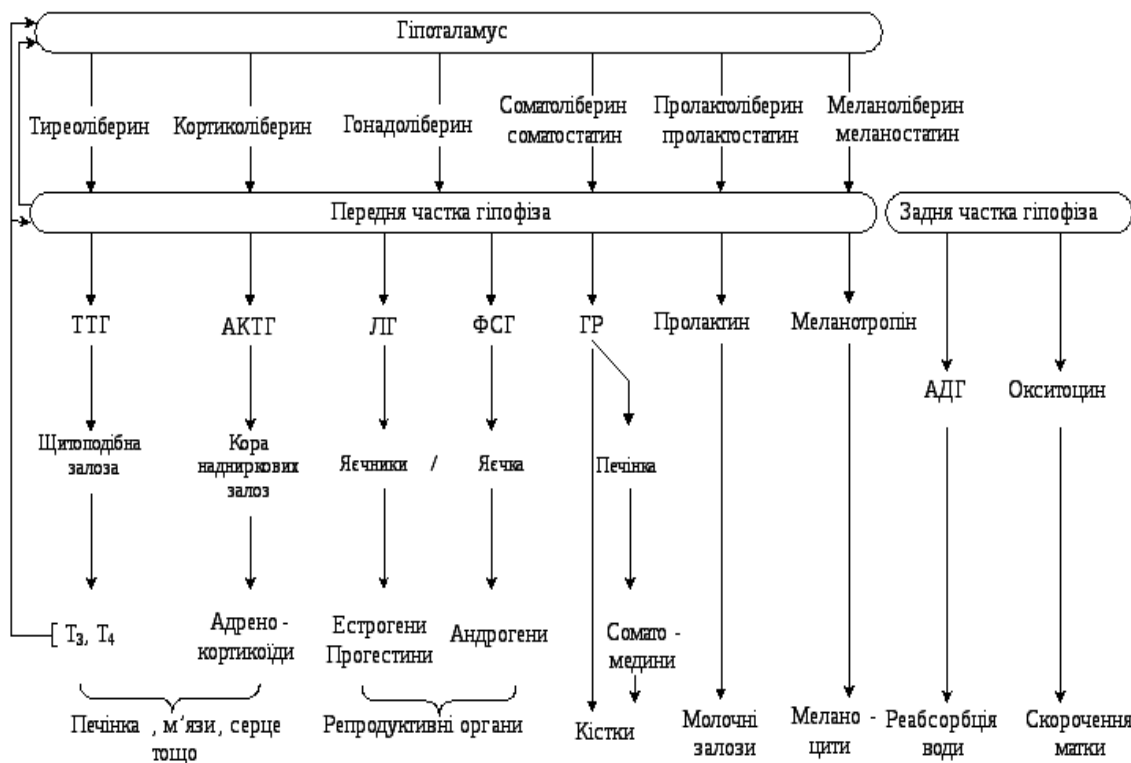 Гіпоталамус
Тиреоліберин
Кортиколіберин
Гонадоліберин
Соматоліберин
соматостатин
Пролактоліберин
пролактостатин
Меланоліберин
меланостатин
Передня частка гіпофіза
Задня частка гіпофіза
ТТГ
АКТГ
ЛГ
ФСГ
ГР
Пролактин
Меланотропін
АДГ
Окситоцин
Щитоподібна
залоза
Кора
надниркових
залоз
Яєчники / Яєчка
Печінка
Т3, Т4
Адрено -
кортикоїди
Естрогени
Прогестини
Андрогени
Сомато -
медини
Печінка , м′язи, серце
тощо
Репродуктивні органи
Кістки
Молочні
залози
Мелано -
цити
Реабсорбція
води
Скорочення
матки